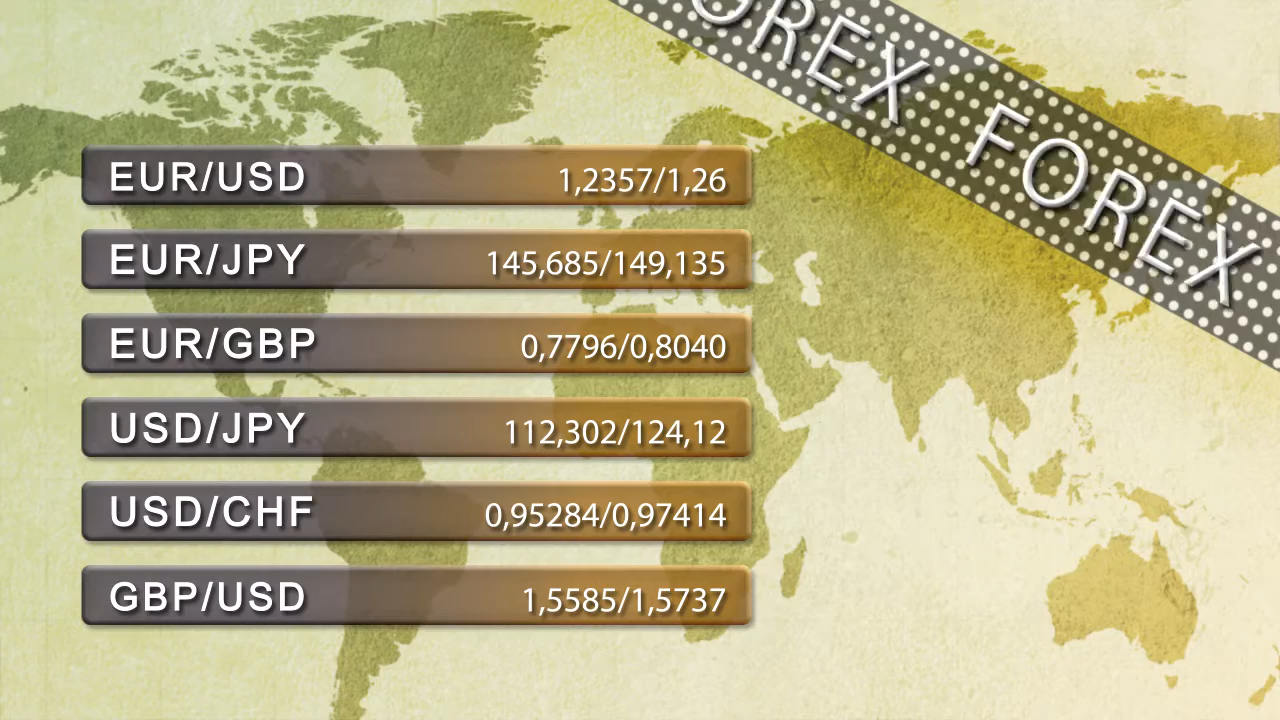 FOREX FOREX
EUR/USD 1,2357/1,26
EUR/JPY 145,685/149,135
EUR/GBP 0,7796/0,8040
USD/JPY 112,302/124,12
USD/CHF 0,95284/0,97414
GBP/USD 1,5585/1,5737